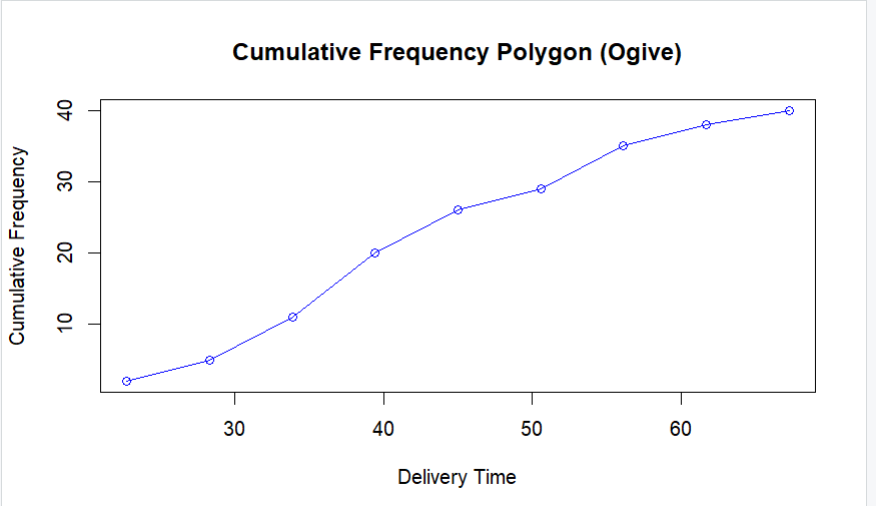 Cumulative Frequency Polygon (Ogive)
Cumulative Frequency
40
30
20
10
30 40 50 60
Delivery Time